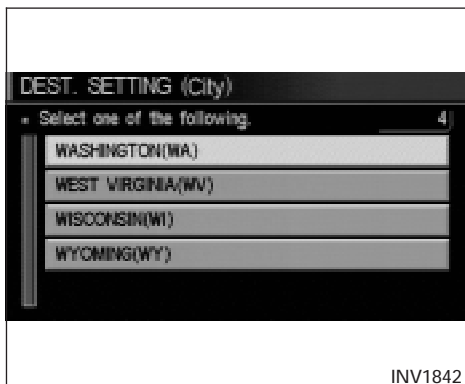 DEST. SETTING (City)
Select one of the following. 4
WASHINGTON(WA)
WEST VIRGINIA(WV)
WISCONSIN(WI)
WYOMING(WY)
INV1842